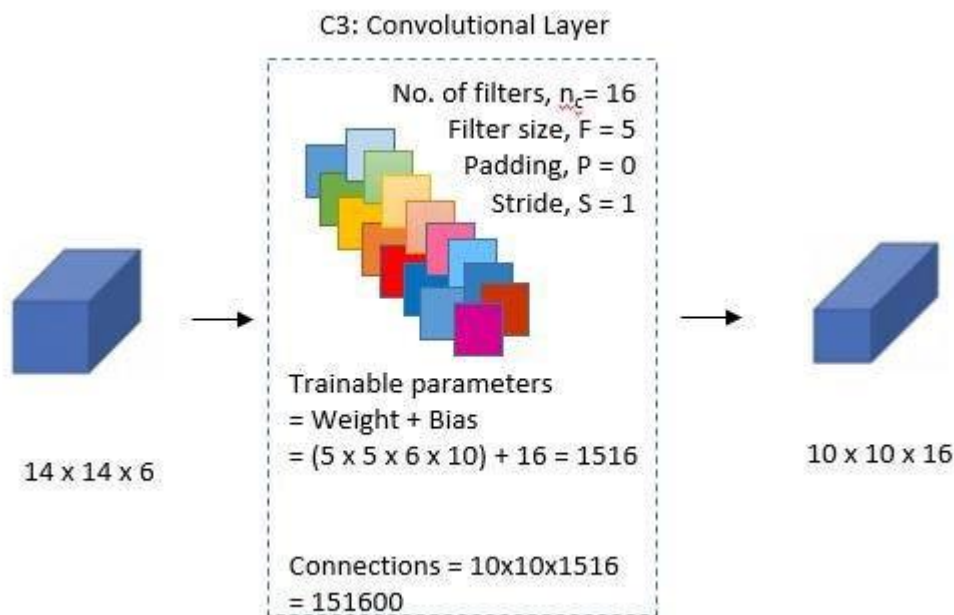 C3: Convolutional Layer
No. of filters, n_c= 16
Filter size, F = 5
Padding, P = 0
Stride, S = 1
Trainable parameters
= Weight + Bias
= (5 x 5 x 6 x 10) + 16 = 1516
14 x 14 x 6
10 x 10 x 16
Connections = 10x10x1516
= 151600